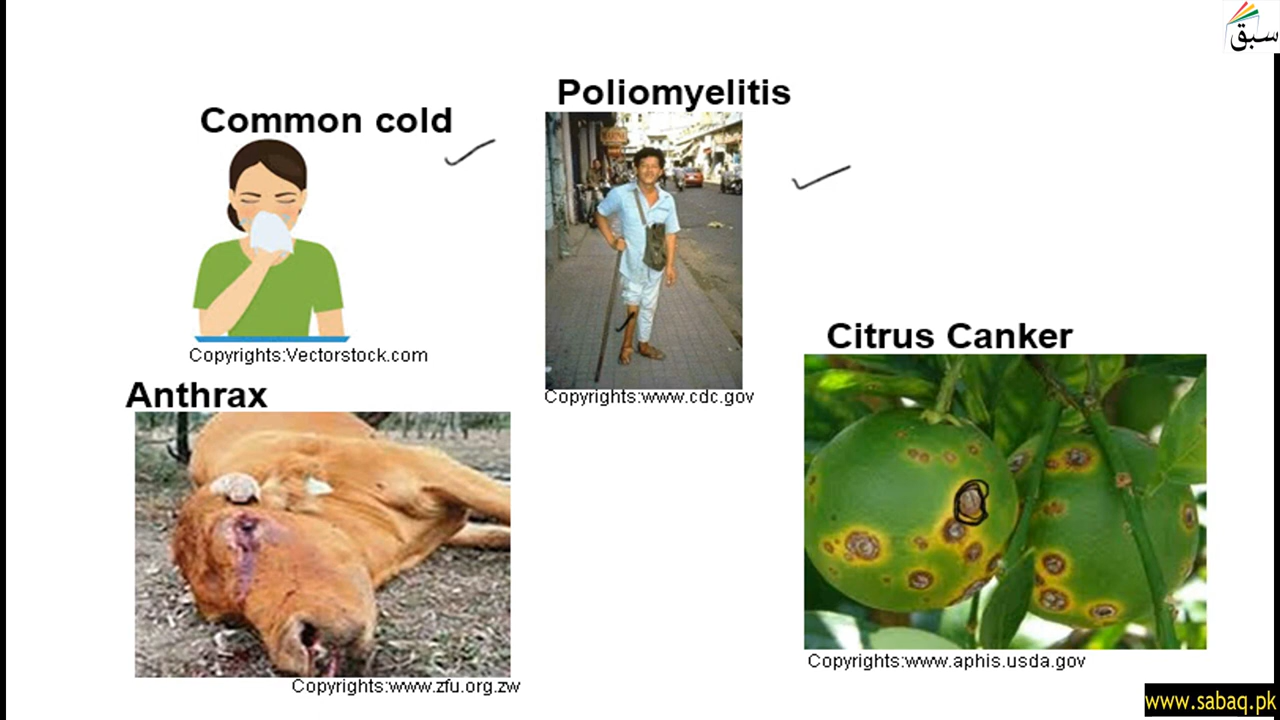 سبق
Poliomyelitis
Common cold
Copyrights:Vectorstock.com
Copyrights:www.cdc.gov
Citrus Canker
Anthrax
Copyrights:www.aphis.usda.gov
Copyrights:www.zfu.org.zw
www.sabaq.pk